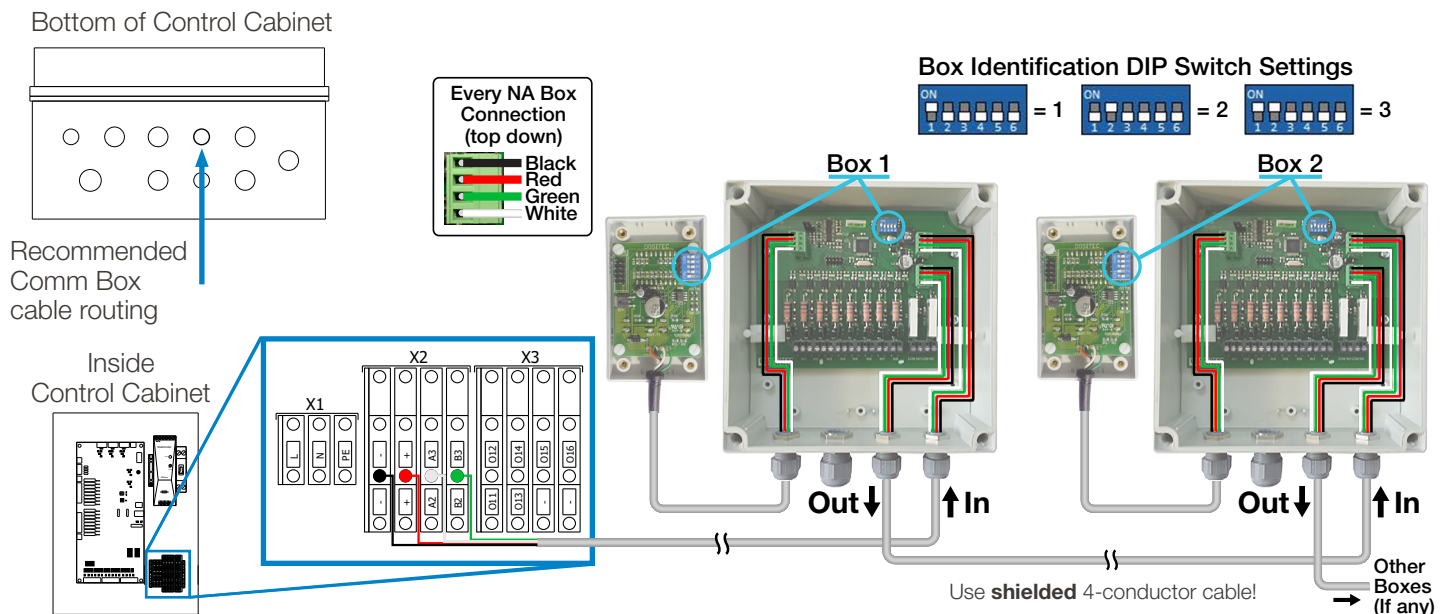 Bottom of Control Cabinet
Recommended
Comm Box
cable routing
Every NA Box
Connection
(top down)
Black
Red
Green
White
Box Identification DIP Switch Settings
ON
1 2 3 4 5 6
= 1
ON
1 2 3 4 5 6
= 2
ON
1 2 3 4 5 6
= 3
Box 1
Box 2
DOSITEC
DOSITEC
Inside
Control Cabinet
X1
X2
X3
L
N
PE
-
+
A3
B3
O12
O14
O15
O16
-
+
A2
B2
O11
O13
-
-
Out
In
Out
In
Use shielded 4-conductor cable!
Other
Boxes
(If any)